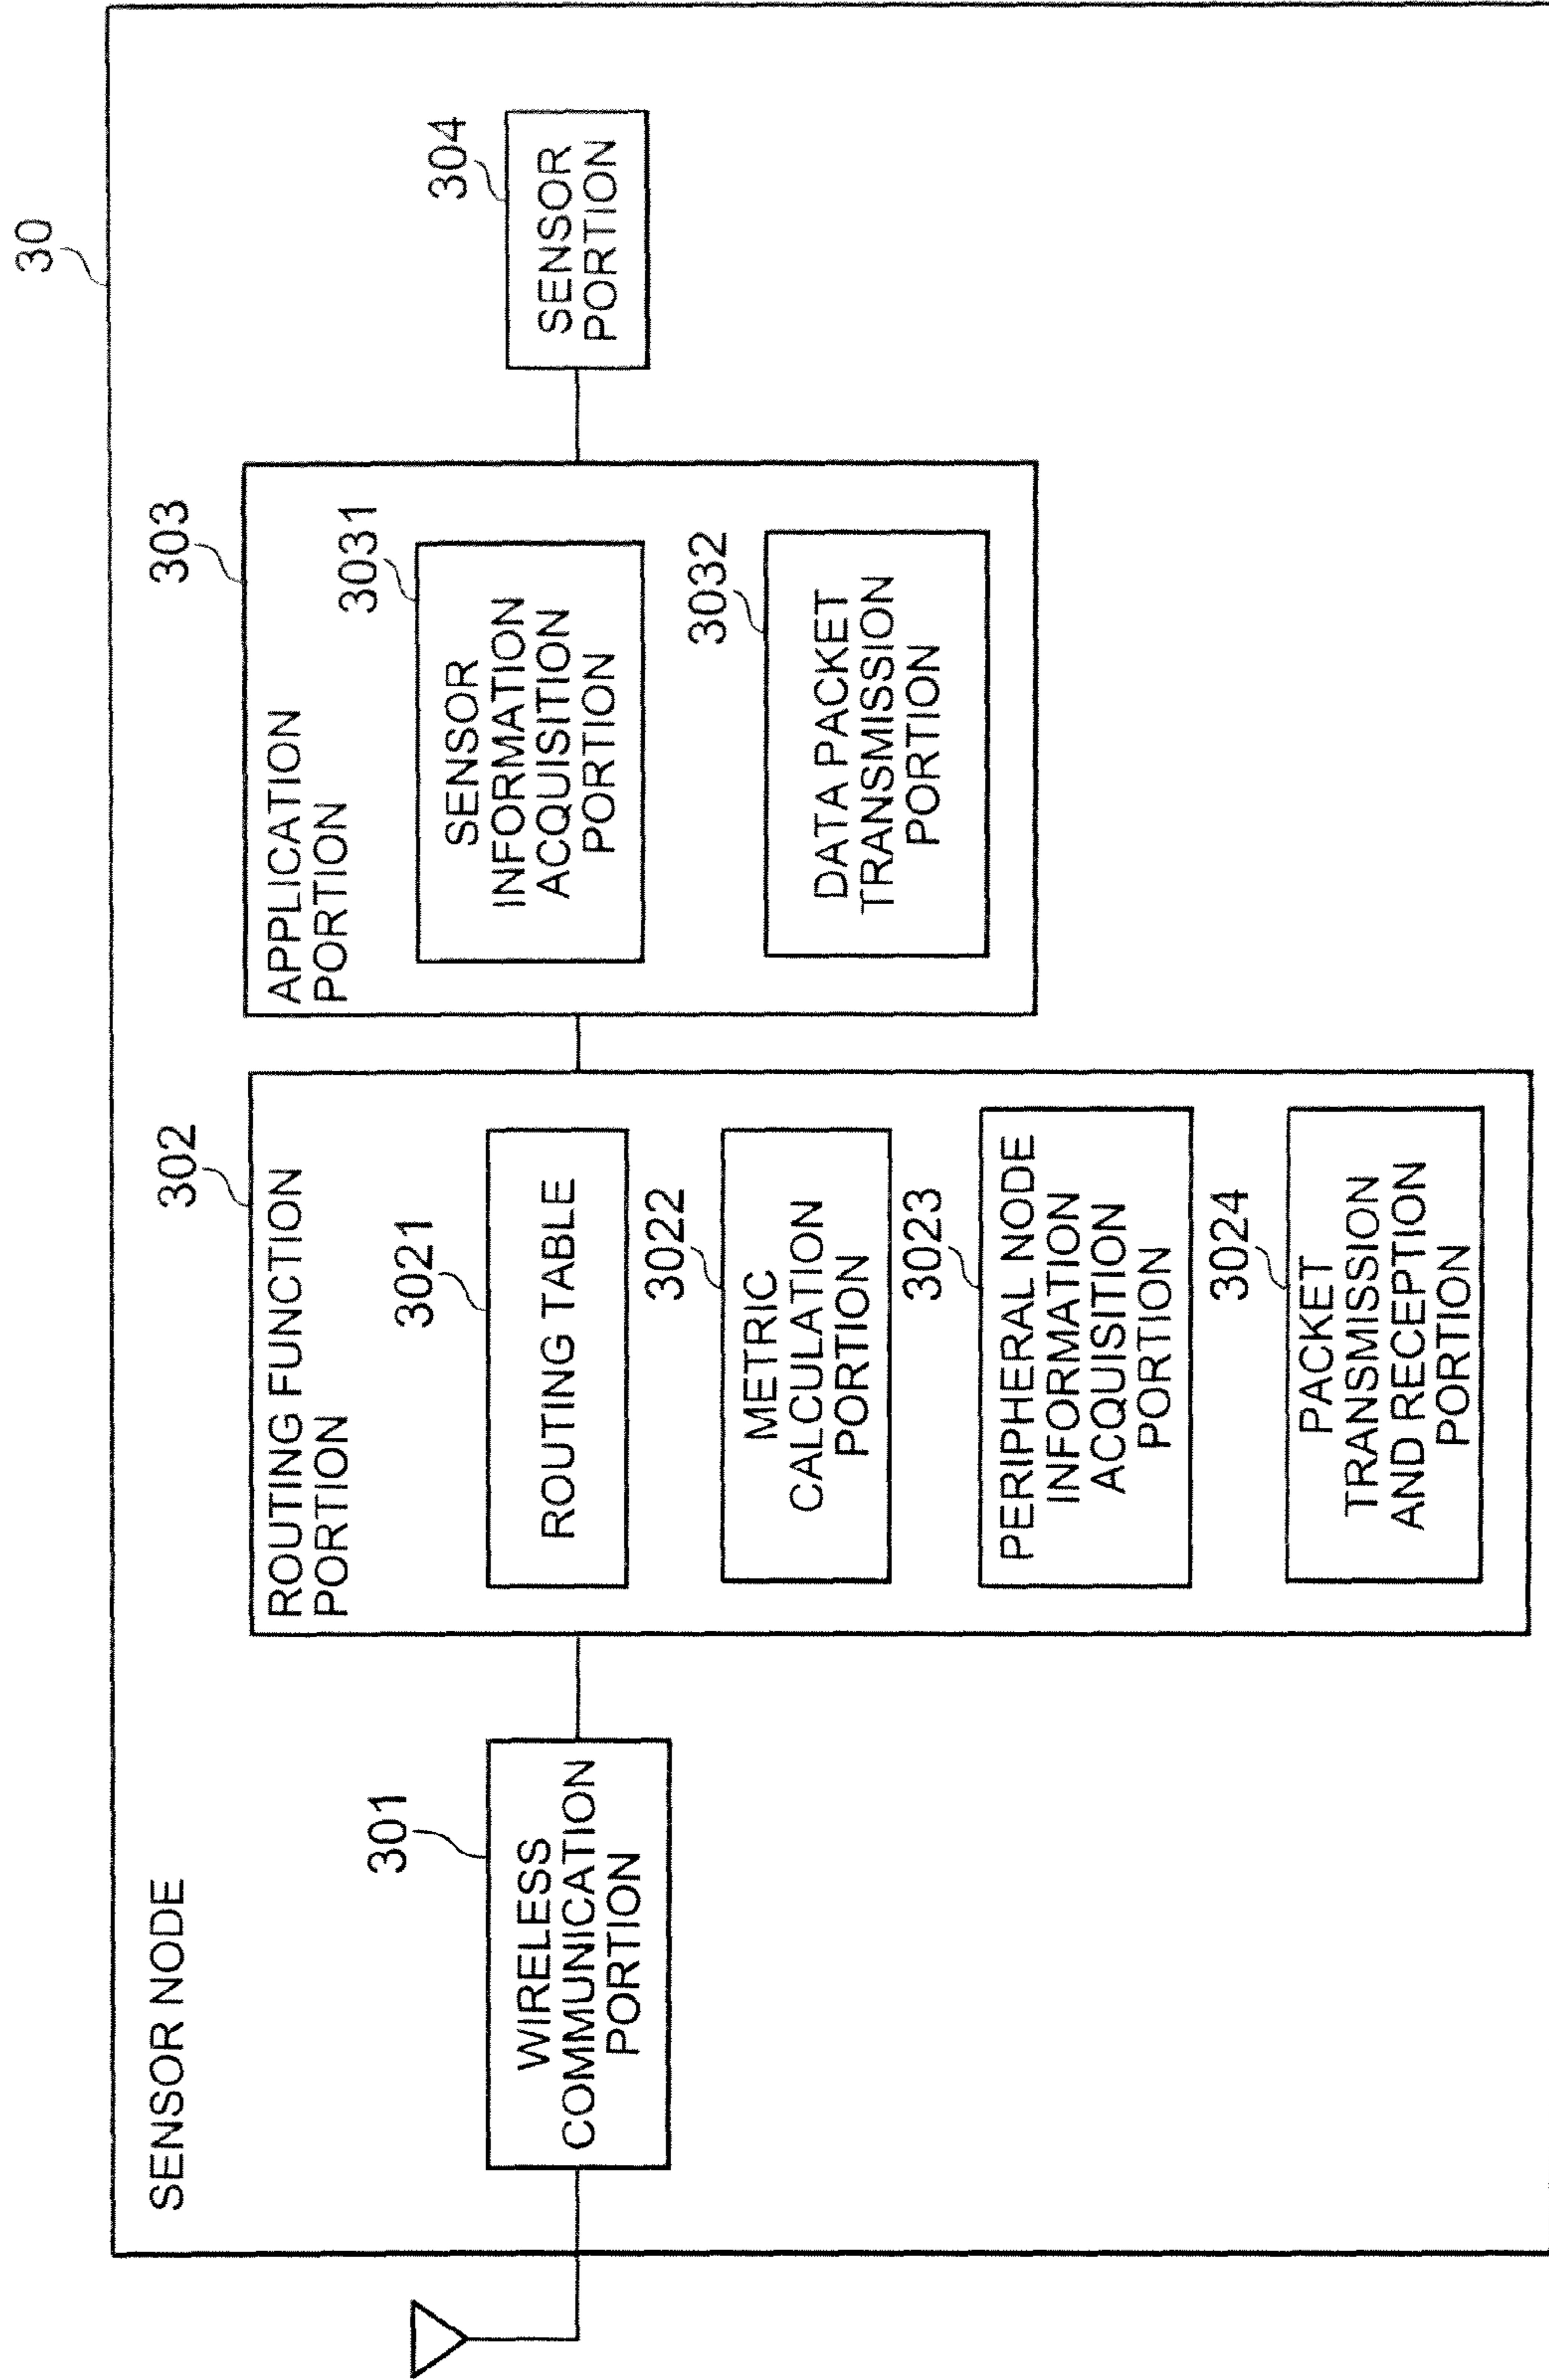 30
SENSOR NODE
301
WIRELESS
COMMUNICATION
PORTION
302
ROUTING FUNCTION
PORTION
3021
ROUTING TABLE
3022
METRIC
CALCULATION
PORTION
3023
PERIPHERAL NODE
INFORMATION
ACQUISITION
PORTION
3024
PACKET
TRANSMISSION
AND RECEPTION
PORTION
303
APPLICATION
PORTION
3031
SENSOR
INFORMATION
ACQUISITION
PORTION
3032
DATA PACKET
TRANSMISSION
PORTION
304
SENSOR
PORTION